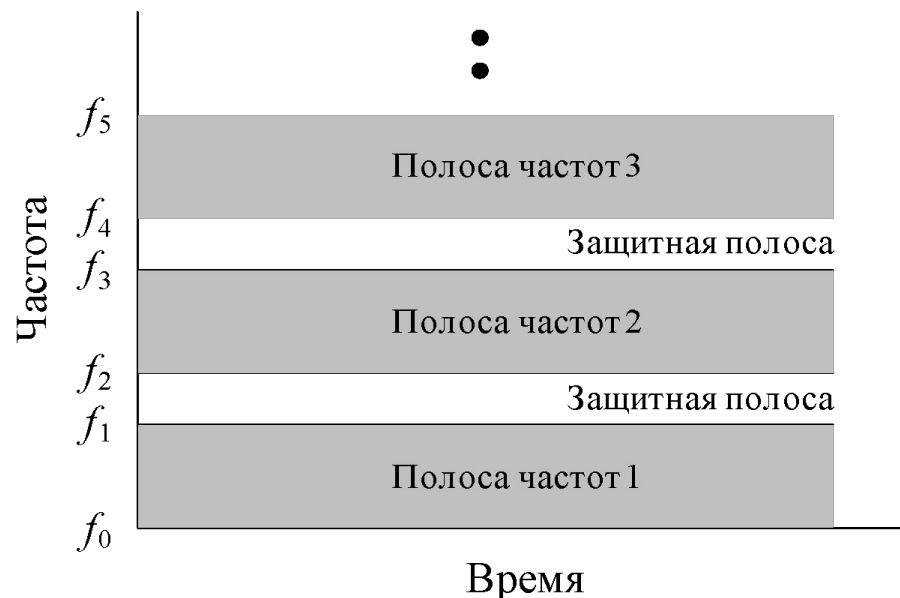 f5
Полоса частот 3
f4
Защитная полоса
f3
Частота
Полоса частот 2
f2
Защитная полоса
f1
Полоса частот 1
f0
Время